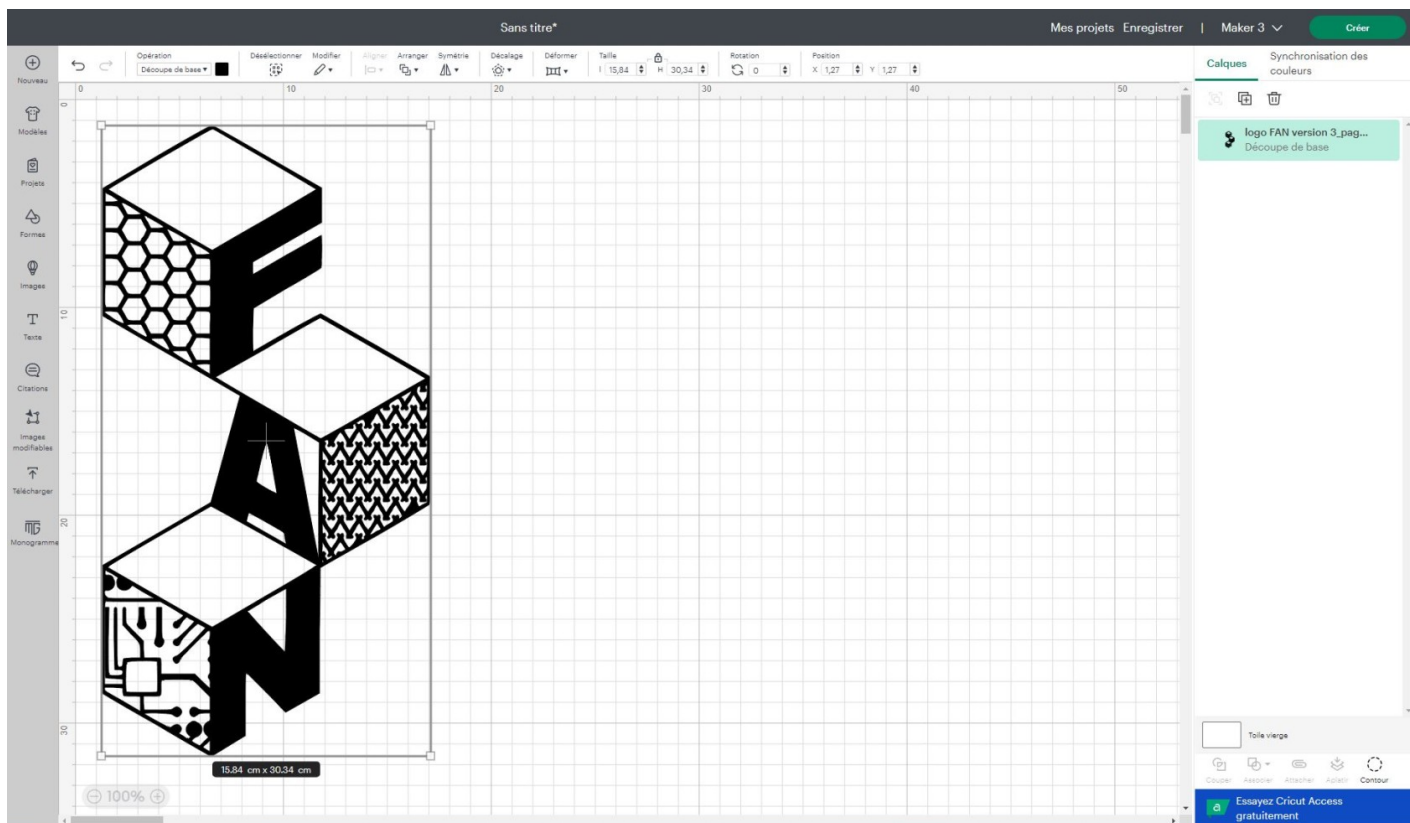 Sans titre*
Mes projets Enregistrer | Maker 3 Créer
Nouveau
Opération
Découpe de base
Désélectionner
Modifier
Aligner
Arranger
Symétrie
Décalage
Déformer
Taille
l 15,84 H 30,34
Rotation
0
Position
X 1,27 Y 1,27
Calques
Synchronisation des
couleurs
0 10 20 30 40 50
0
10
20
30
Modèles
Projets
Formes
Images
Texte
Citations
Images
modifiables
Télécharger
Monogramme
logo FAN version 3_pag...
Découpe de base
F
A
N
15.84 cm x 30.34 cm
100%
Toile vierge
Couper Associer Attacher Aplatir Contour
a
Essayez Cricut Access
gratuitement